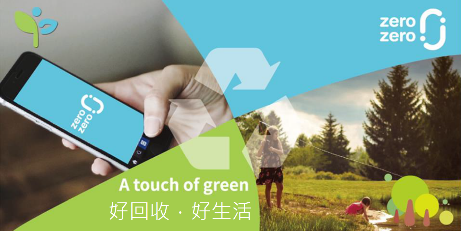 zero
zero
zero
zero
A touch of green
好回收．好生活